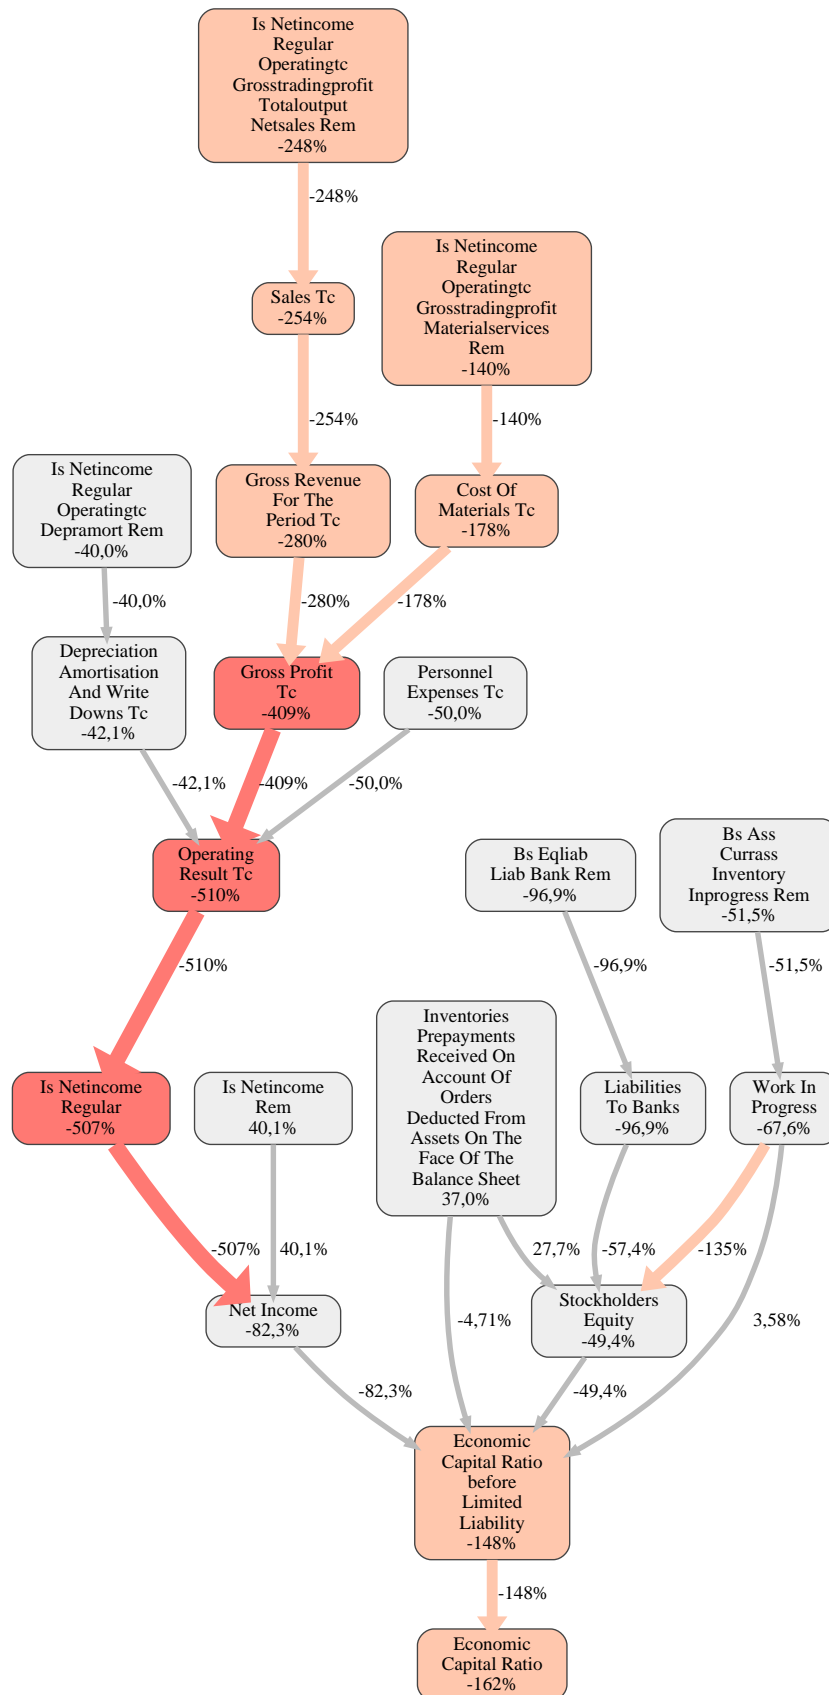 Is Netincome
Regular
Operatingtc
Grosstradingprofit
Totaloutput
Netsales Rem
-248%
-248%
Is Netincome
Regular
Operatingtc
Grosstradingprofit
Materialservices
Rem
-140%
Sales Tc
-254%
-254%
-140%
Is Netincome
Regular
Operatingtc
Depramort Rem
-40,0%
Gross Revenue
For The
Period Tc
-280%
Cost Of
Materials Tc
-178%
-40,0%
-280%
-178%
Depreciation
Amortisation
And Write
Downs Tc
-42,1%
Gross Profit
Tc
-409%
Personnel
Expenses Tc
-50,0%
-42,1%
-409%
-50,0%
Operating
Result Tc
-510%
Bs Eqliab
Liab Bank Rem
-96,9%
Bs Ass
Currass
Inventory
Inprogress Rem
-51,5%
-510%
-96,9%
-51,5%
Inventories
Prepayments
Received On
Account Of
Orders
Deducted From
Assets On The
Face Of The
Balance Sheet
37,0%
Is Netincome
Regular
-507%
Is Netincome
Rem
40,1%
Liabilities
To Banks
-96,9%
Work In
Progress
-67,6%
-507%
40,1%
27,7%
-57,4%
-135%
Net Income
-82,3%
-4,71%
Stockholders
Equity
-49,4%
3,58%
-82,3%
-49,4%
Economic
Capital Ratio
before
Limited
Liability
-148%
-148%
Economic
Capital Ratio
-162%